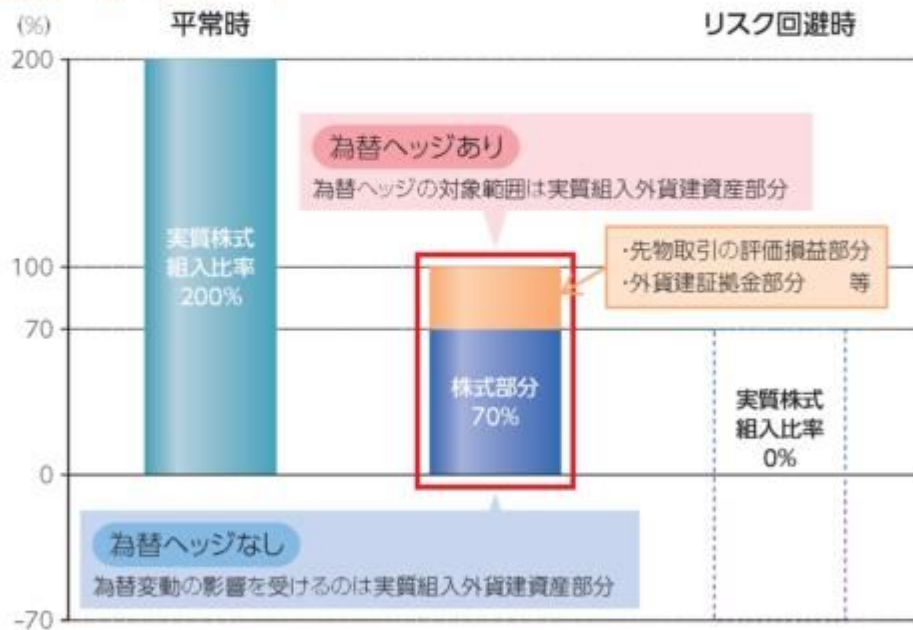 (%)
平常時
リスク回避時
200
為替ヘッジあり
為替ヘッジの対象範囲は実質組入外貨建資産部分
実質株式
組入比率
200%
・先物取引の評価損益部分
・外貨建証拠金部分 等
100
70
株式部分
70%
実質株式
組入比率
0%
0
為替ヘッジなし
為替変動の影響を受けるのは実質組入外貨建資産部分
-70